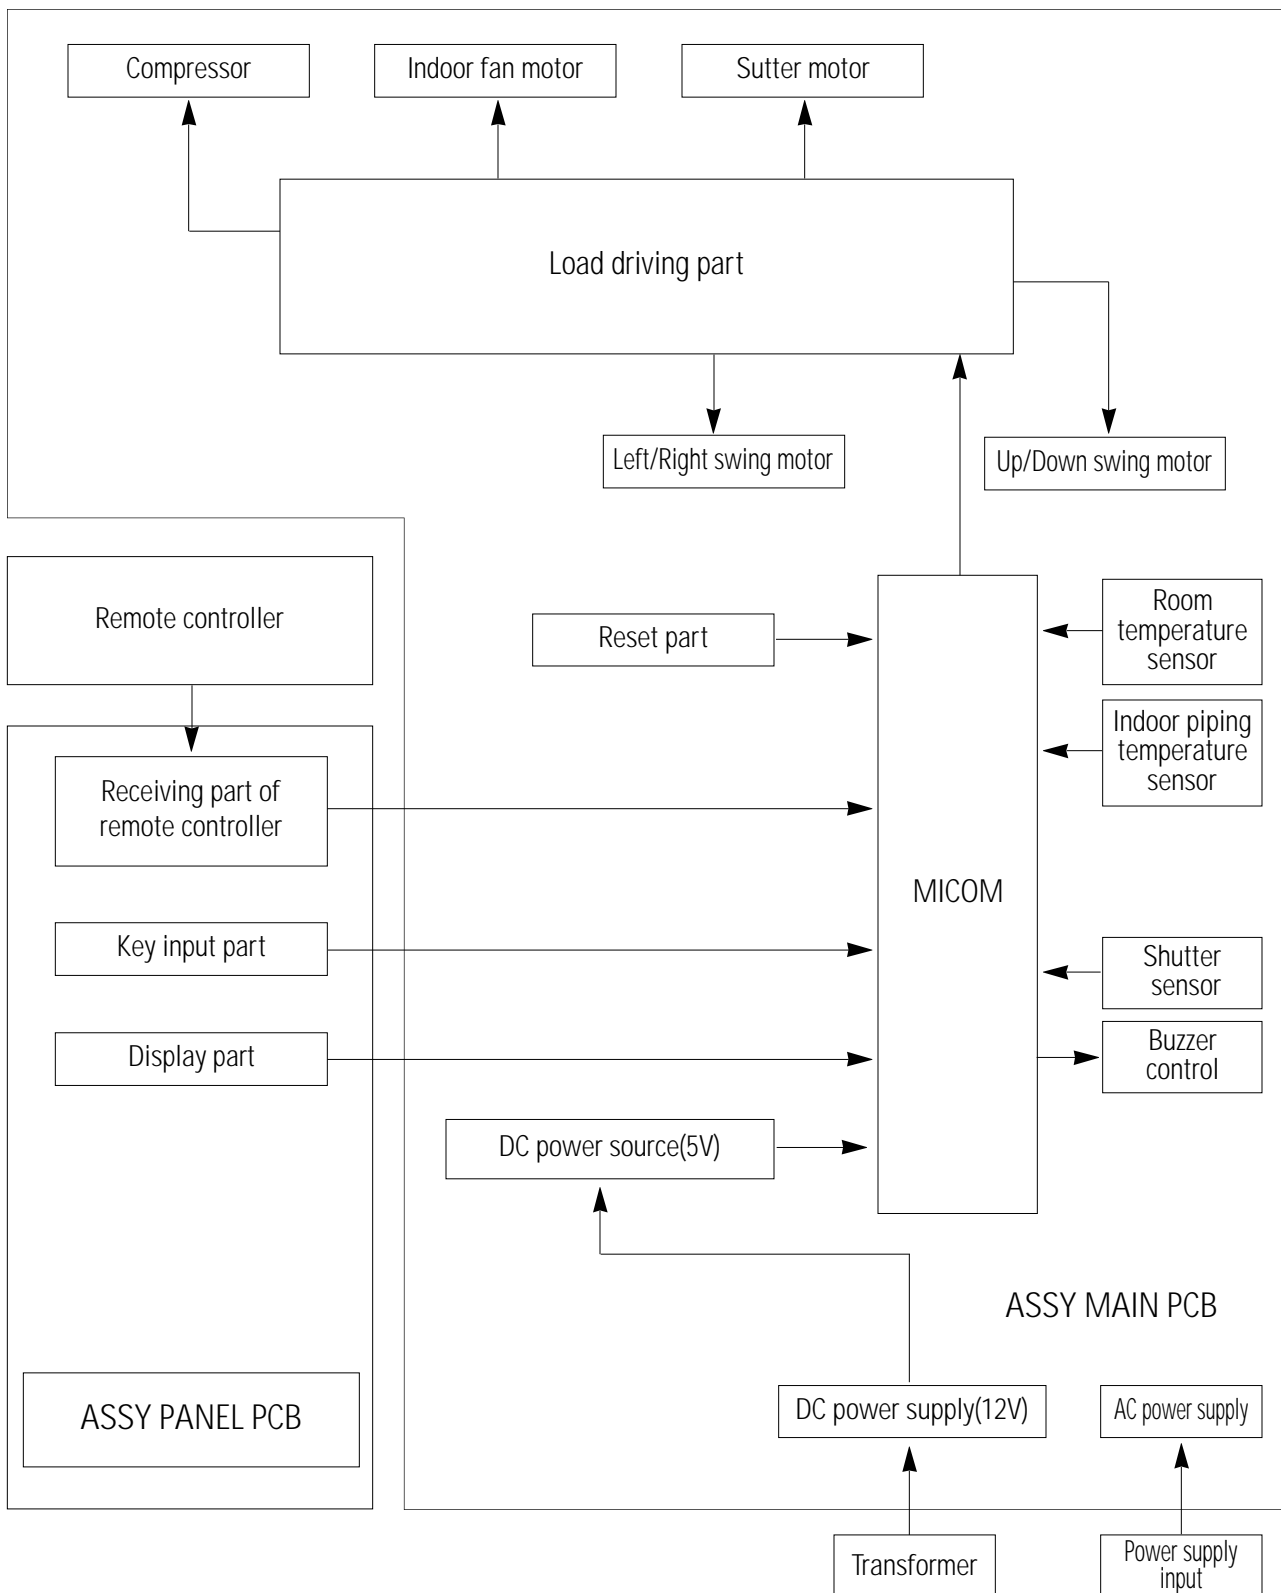 Compressor
Indoor fan motor
Sutter motor
Load driving part
Left/Right swing motor
Up/Down swing motor
Remote controller
Reset part
Room
temperature
sensor
Receiving part of
remote controller
Indoor piping
temperature
sensor
MICOM
Key input part
Shutter
sensor
Display part
Buzzer
control
DC power source(5V)
ASSY MAIN PCB
ASSY PANEL PCB
DC power supply(12V)
AC power supply
Transformer
Power supply
input